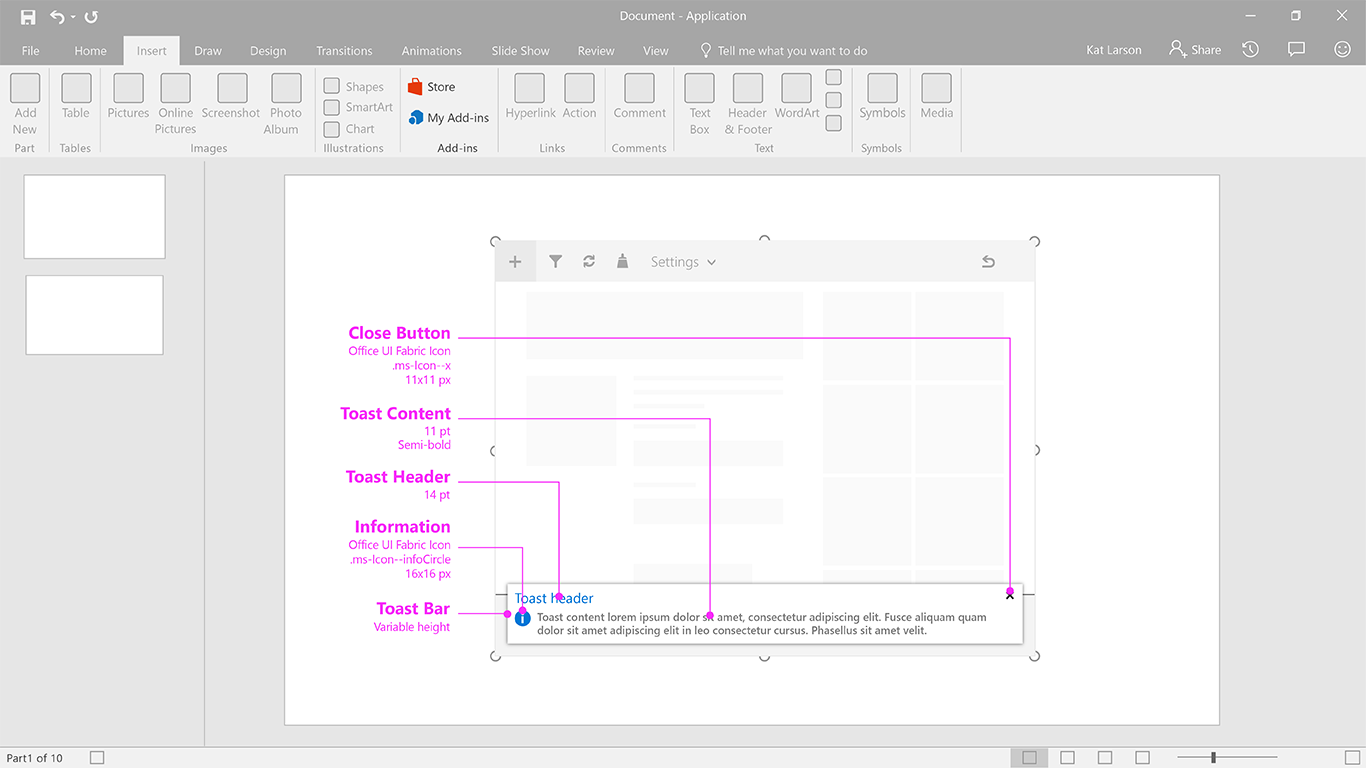 Document - Application
File Home Insert Draw Design Transitions Animations Slide Show Review View Tell me what you want to do Kat Larson Share
Add New
Part
Table
Tables
Pictures
Online Pictures
Screenshot
Photo Album
Images
Shapes
SmartArt
Chart
Illustrations
Store
My Add-ins
Add-ins
Hyperlink
Action
Links
Comment
Comments
Text Box
Header & Footer
WordArt
Text
Symbols
Symbols
Media
Settings
Close Button
Office UI Fabric Icon
.ms-Icon--x
11x11 px
Toast Content
11 pt
Semi-bold
Toast Header
14 pt
Information
Office UI Fabric Icon
.ms-Icon--infoCircle
16x16 px
Toast Bar
Variable height
Toast header
Toast content lorem ipsum dolor sit amet, consectetur adipiscing elit. Fusce aliquam quam
dolor sit amet adipiscing elit in leo consectetur cursus. Phasellus sit amet velit.
Part1 of 10